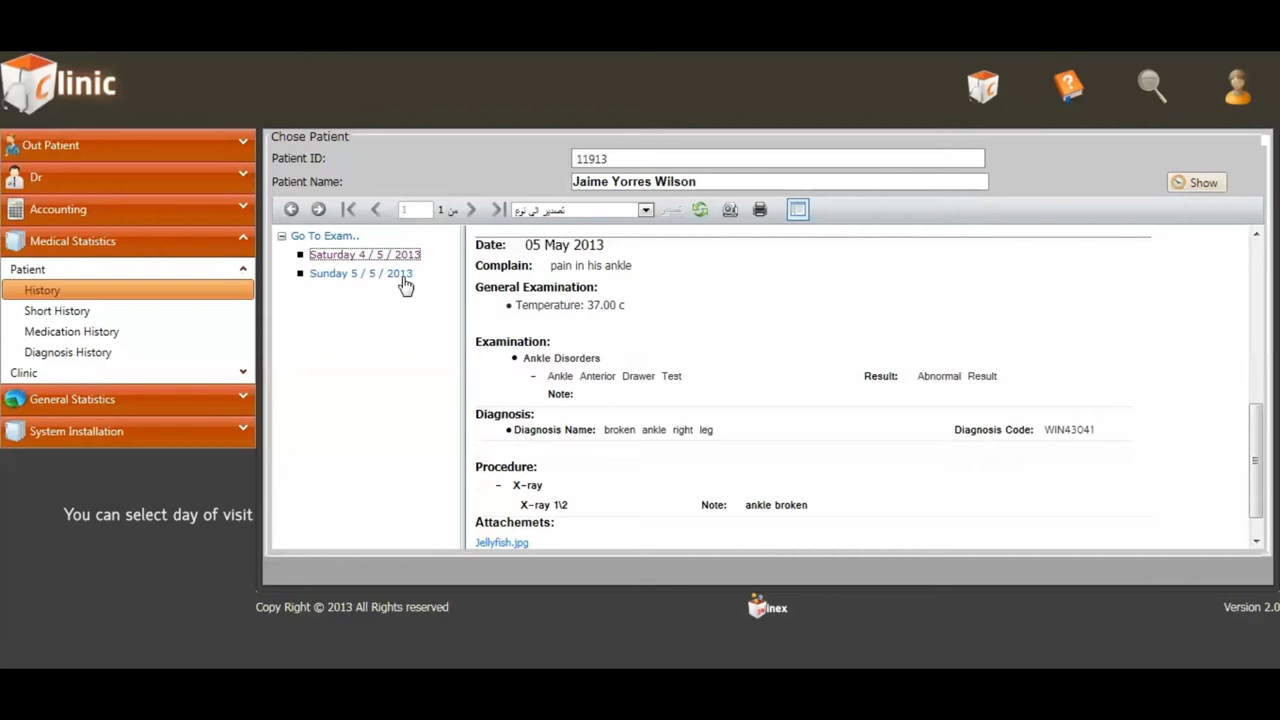 Clinic
Out Patient
Dr
Accounting
Medical Statistics
Patient
History
Short History
Medication History
Diagnosis History
Clinic
General Statistics
System Installation
You can select day of visit
Chose Patient
Patient ID: 11913
Patient Name: Jaime Yorres Wilson
Show
1 من 1 تصدير الى نوع تصدير
Go To Exam..
Saturday 4 / 5 / 2013
Sunday 5 / 5 / 2013
Date: 05 May 2013
Complain: pain in his ankle
General Examination:
Temperature: 37.00 c
Examination:
Ankle Disorders
- Ankle Anterior Drawer Test Result: Abnormal Result
Note:
Diagnosis:
Diagnosis Name: broken ankle right leg Diagnosis Code: WIN43041
Procedure:
- X-ray
X-ray 1\2 Note: ankle broken
Attachemets:
Jellyfish.jpg
Copy Right © 2013 All Rights reserved
inex
Version 2.0